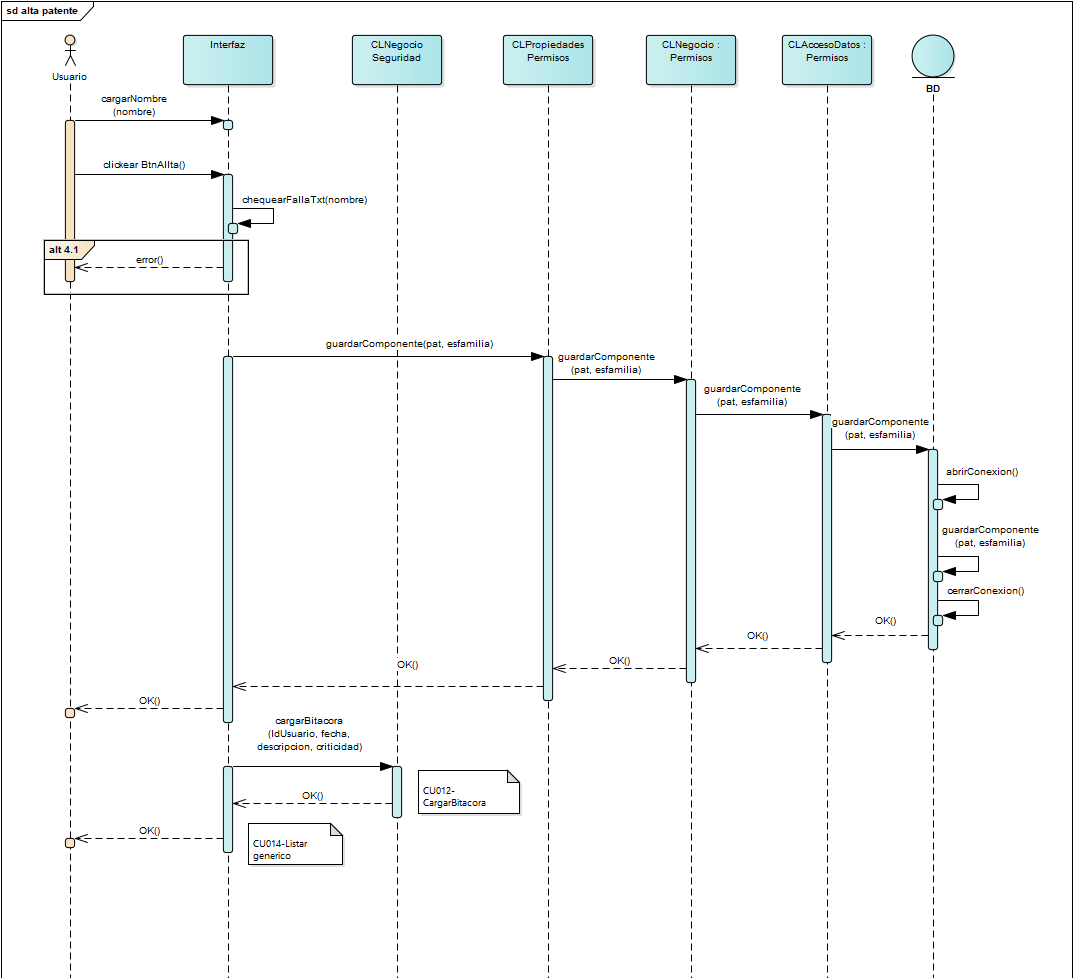 sd alta patente
Usuario
Interfaz
CLNegocio
Seguridad
CLPropiedades
Permisos
CLNegocio :
Permisos
CLAccesoDatos :
Permisos
BD
cargarNombre
(nombre)
clickear BtnAllta()
chequearFallaTxt(nombre)
alt 4.1
error()
guardarComponente(pat, esfamilia)
guardarComponente
(pat, esfamilia)
guardarComponente
(pat, esfamilia)
guardarComponente
(pat, esfamilia)
abrirConexion()
guardarComponente
(pat, esfamilia)
cerrarConexion()
OK()
OK()
OK()
OK()
OK()
cargarBitacora
(IdUsuario, fecha,
descripcion, criticidad)
CU012-
CargarBitacora
OK()
OK()
CU014-Listar
generico